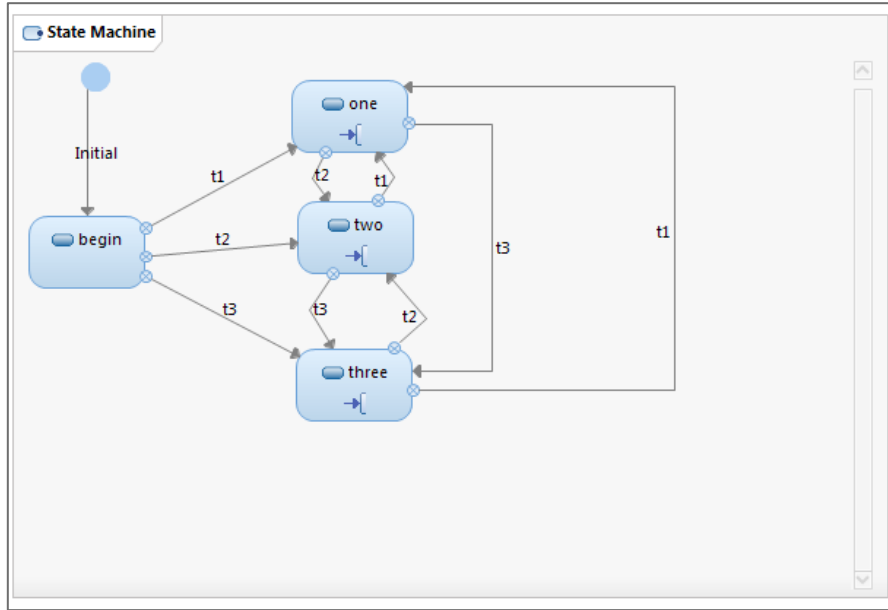 State Machine
one
Initial
t1
t2
t1
two
t2
t1
begin
t3
t3
t3
t2
three